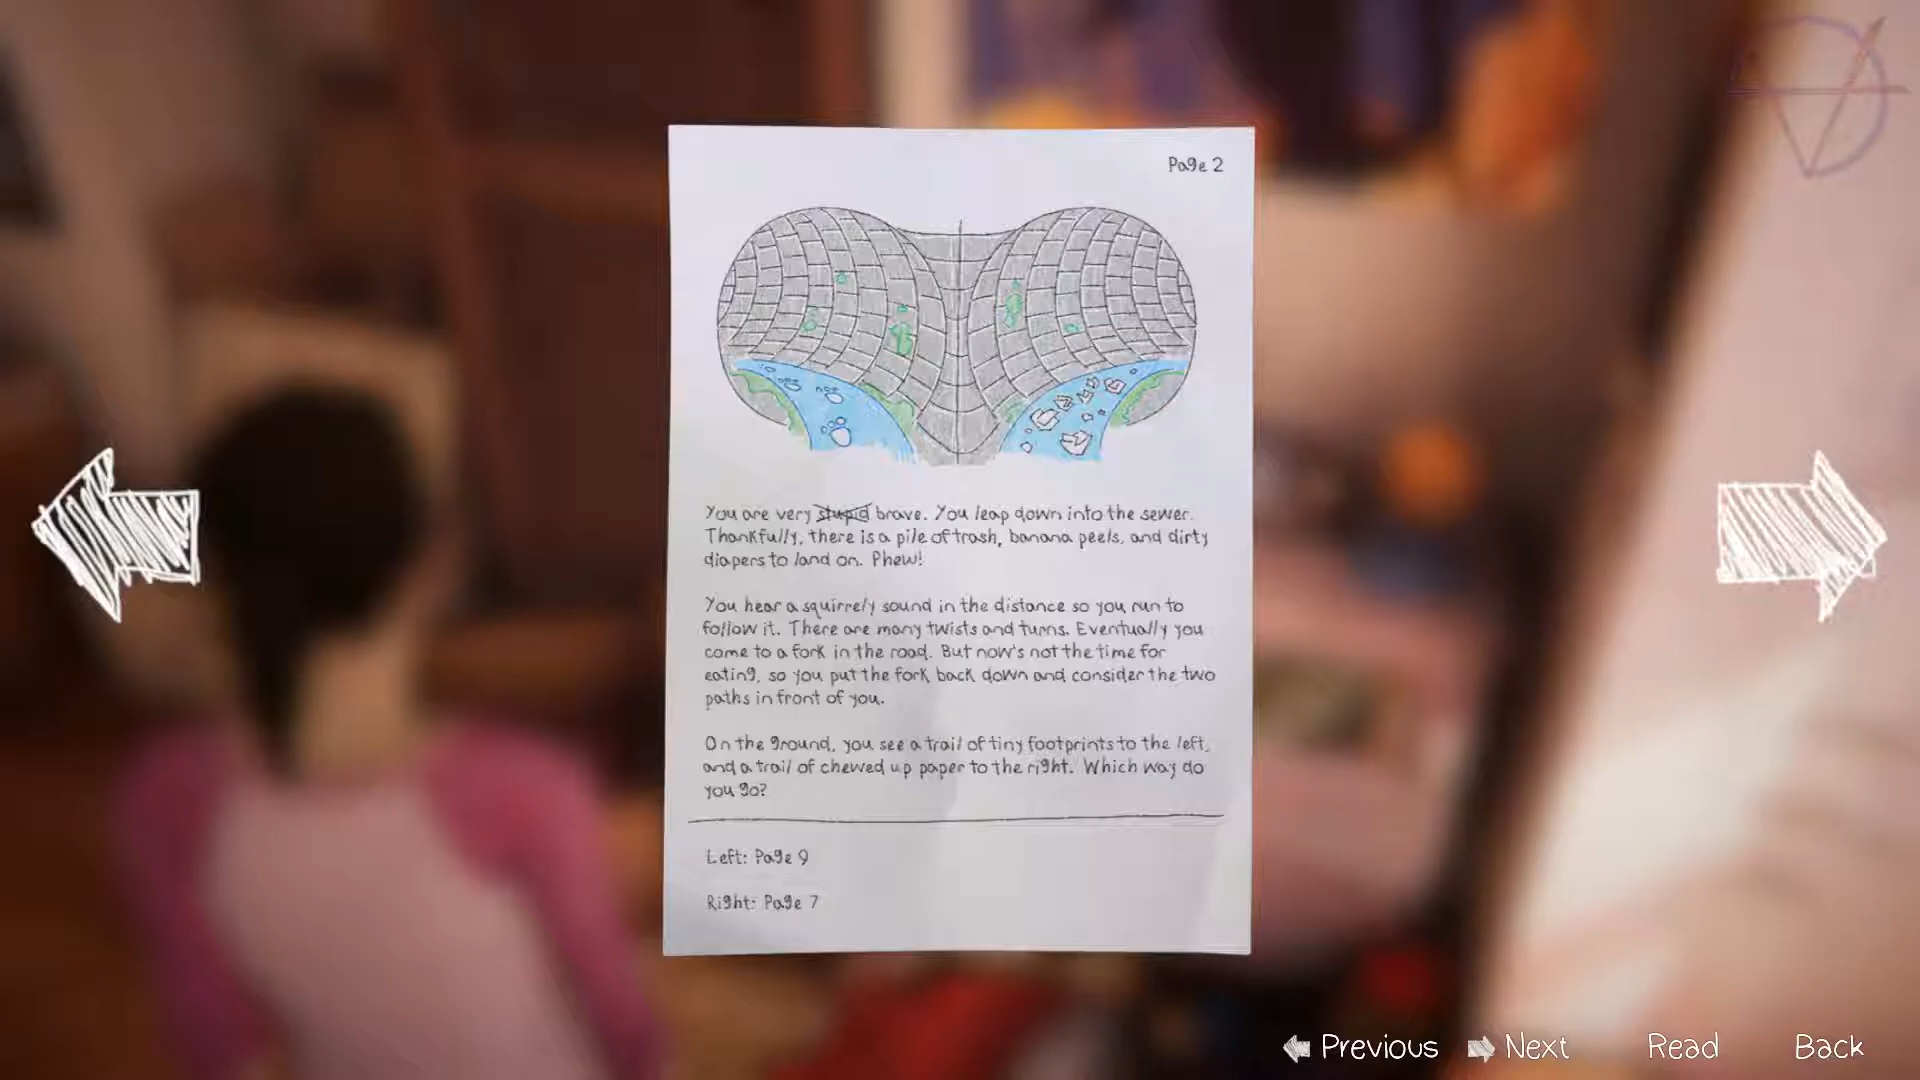 Page 2
You are very stupid brave. You leap down into the sewer.
Thankfully, there is a pile of trash, banana peels, and dirty
diapers to land on. Phew!
You hear a squirrely sound in the distance so you run to
follow it. There are many twists and turns. Eventually you
come to a fork in the road. But now's not the time for
eating, so you put the fork back down and consider the two
paths in front of you.
On the ground, you see a trail of tiny footprints to the left,
and a trail of chewed up paper to the right. Which way do
you go?
Left: Page 9
Right: Page 7
Previous Next Read Back